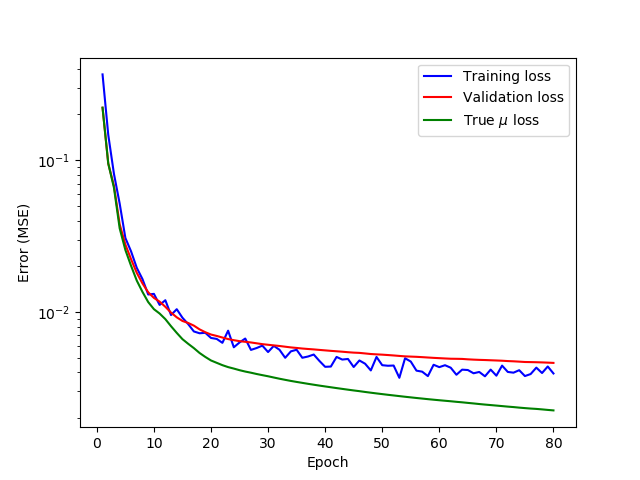 Training loss
Validation loss
True μ loss
10⁻¹
10⁻²
Error (MSE)
0 10 20 30 40 50 60 70 80
Epoch